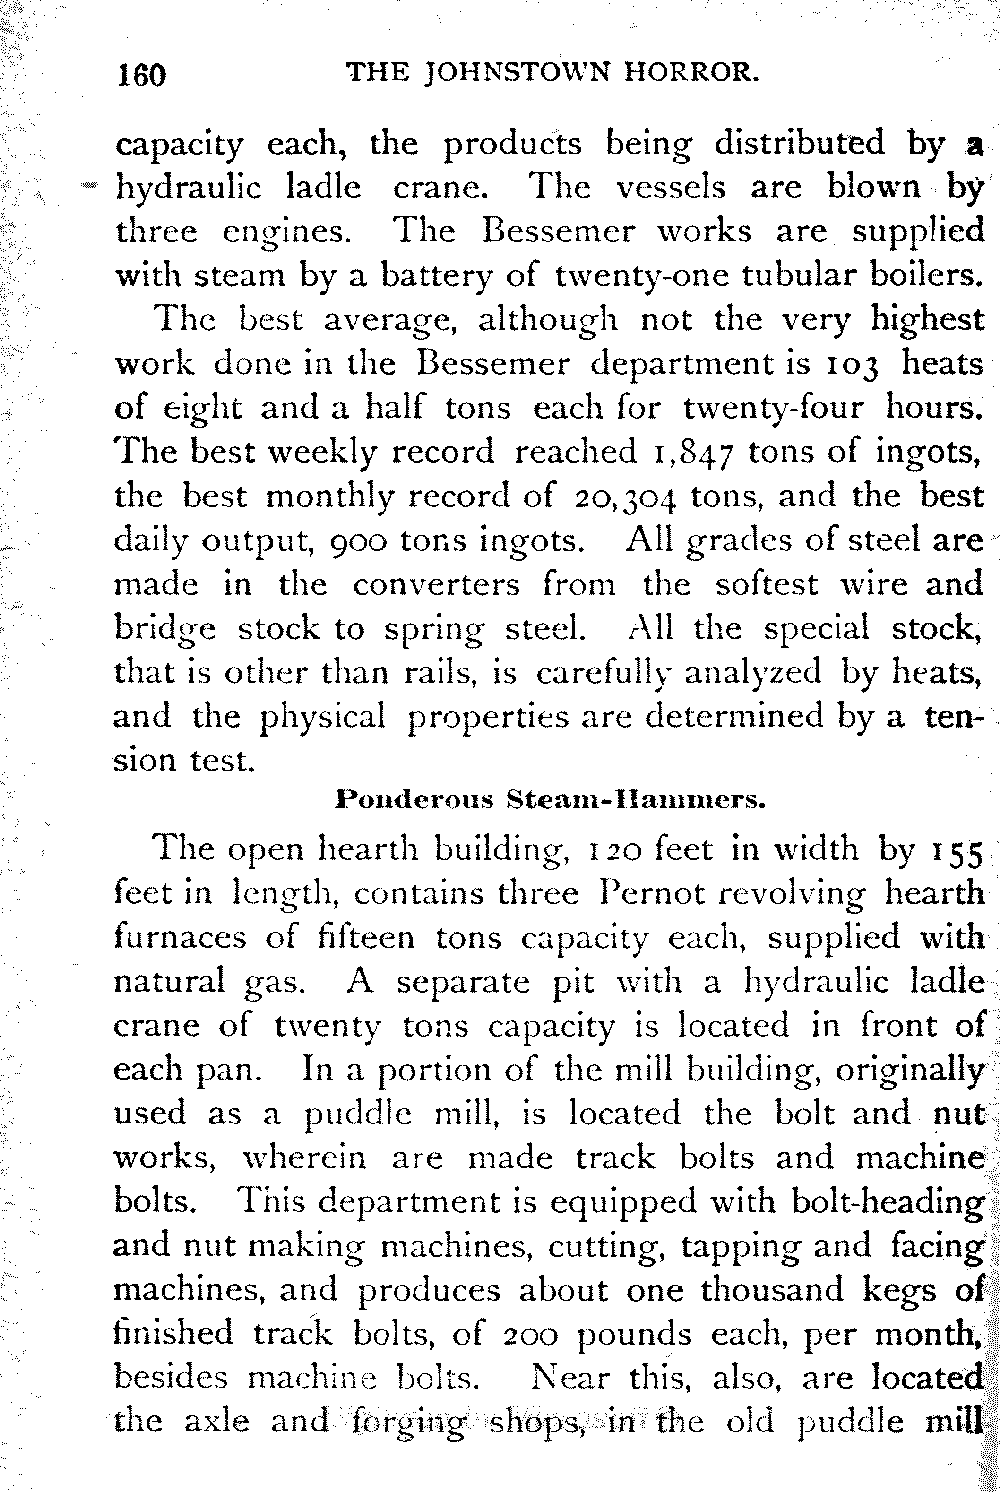 160 THE JOHNSTOWN HORROR.
capacity each, the products being distributed by a
hydraulic ladle crane. The vessels are blown by
three engines. The Bessemer works are supplied
with steam by a battery of twenty-one tubular boilers.
The best average, although not the very highest
work done in the Bessemer department is 103 heats
of eight and a half tons each for twenty-four hours.
The best weekly record reached 1,847 tons of ingots,
the best monthly record of 20,304 tons, and the best
daily output, 900 tons ingots. All grades of steel are
made in the converters from the softest wire and
bridge stock to spring steel. All the special stock,
that is other than rails, is carefully analyzed by heats,
and the physical properties are determined by a ten-
sion test.
Ponderous Steam-Hammers.
The open hearth building, 120 feet in width by 155
feet in length, contains three Pernot revolving hearth
furnaces of fifteen tons capacity each, supplied with
natural gas. A separate pit with a hydraulic ladle
crane of twenty tons capacity is located in front of
each pan. In a portion of the mill building, originally
used as a puddle mill, is located the bolt and nut
works, wherein are made track bolts and machine
bolts. This department is equipped with bolt-heading
and nut making machines, cutting, tapping and facing
machines, and produces about one thousand kegs of
finished track bolts, of 200 pounds each, per month,
besides machine bolts. Near this, also, are located
the axle and forging shops, in the old puddle mill